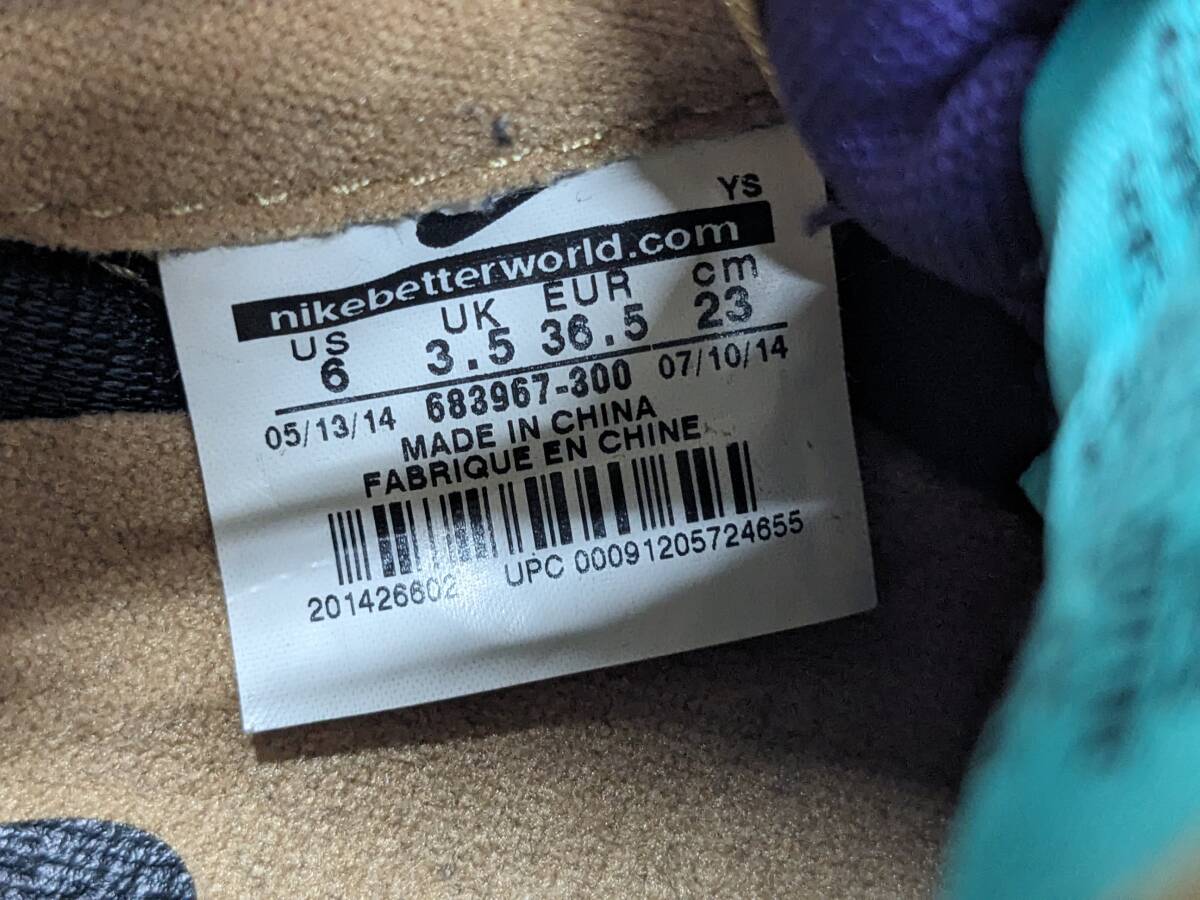 YS
nikebetterworld.com
US UK EUR cm
6 3.5 36.5 23
05/13/14 683967-300 07/10/14
MADE IN CHINA
FABRIQUE EN CHINE
201426602 UPC 00091205724655